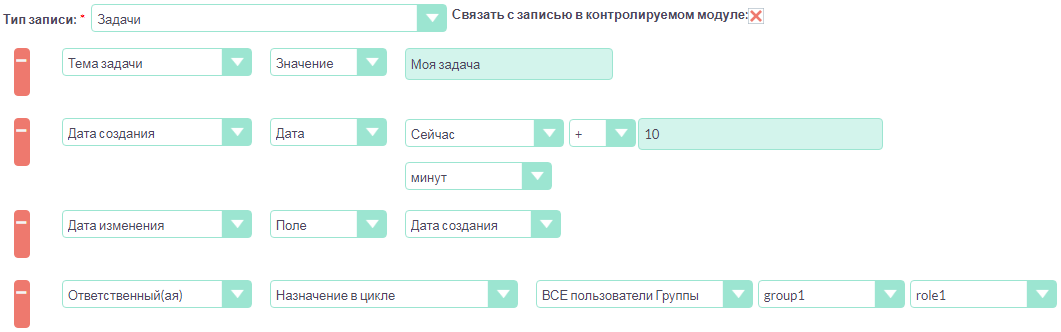 Тип записи: * Задачи Связать с записью в контролируемом модуле:
Тема задачи Значение Моя задача
Дата создания Дата Сейчас + 10
минут
Дата изменения Поле Дата создания
Ответственный(ая) Назначение в цикле ВСЕ пользователи Группы group1 role1